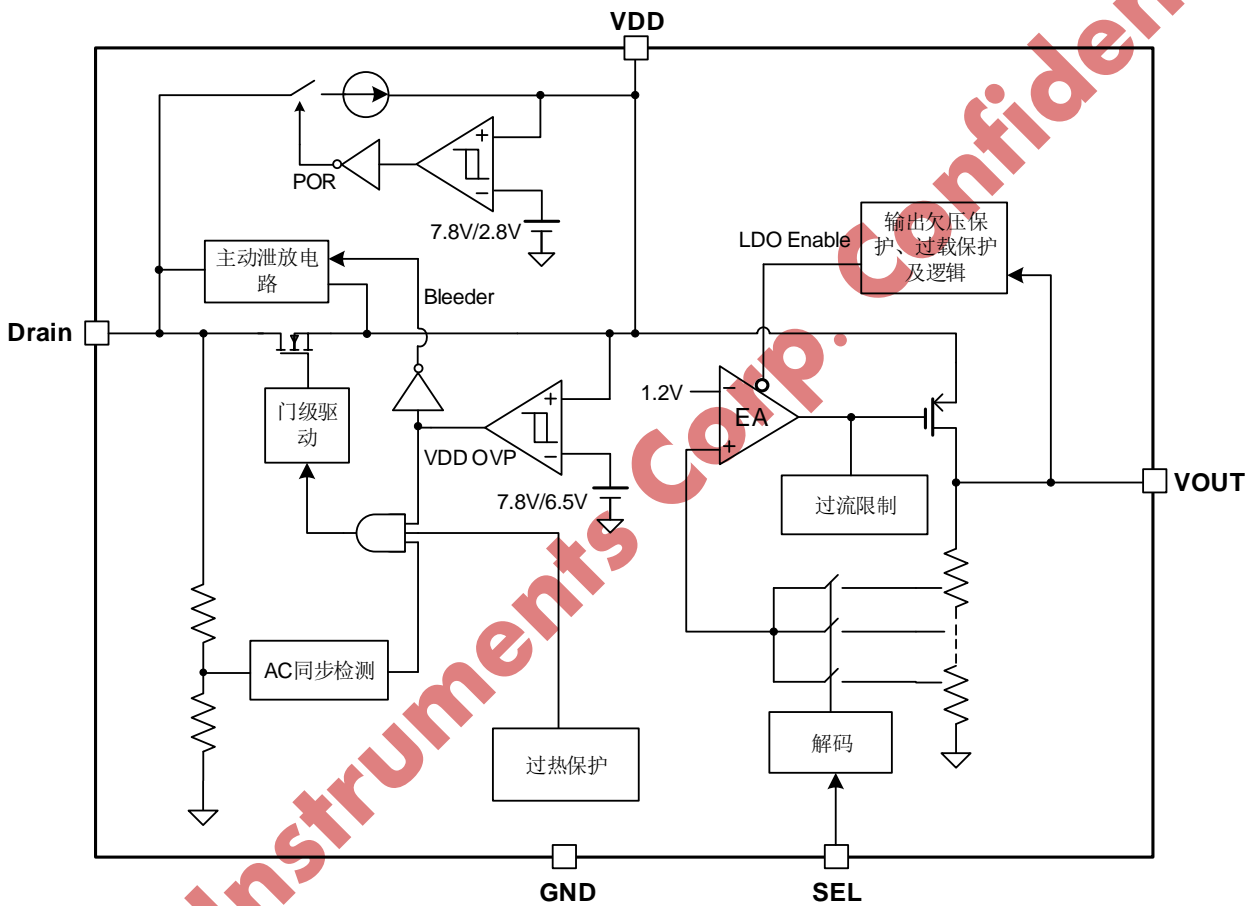 VDD
POR
+
−
7.8V/2.8V
主动泄放电
路
Bleeder
LDO Enable
输出欠压保
护、过载保护
及逻辑
Drain
门级驱
动
VDD OVP
+
−
7.8V/6.5V
1.2V
−
EA
+
过流限制
VOUT
AC同步检测
过热保护
解码
GND
SEL
Instruments Corp. Confiden